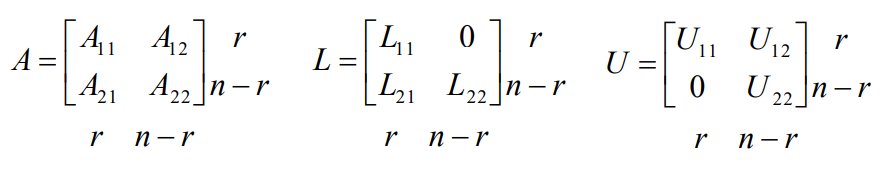 A = [ A₁₁ A₁₂ ; A₂₁ A₂₂ ] r n − r L = [ L₁₁ 0 ; L₂₁ L₂₂ ] r n − r U = [ U₁₁ U₁₂ ; 0 U₂₂ ] r n − r
r n − r r n − r r n − r